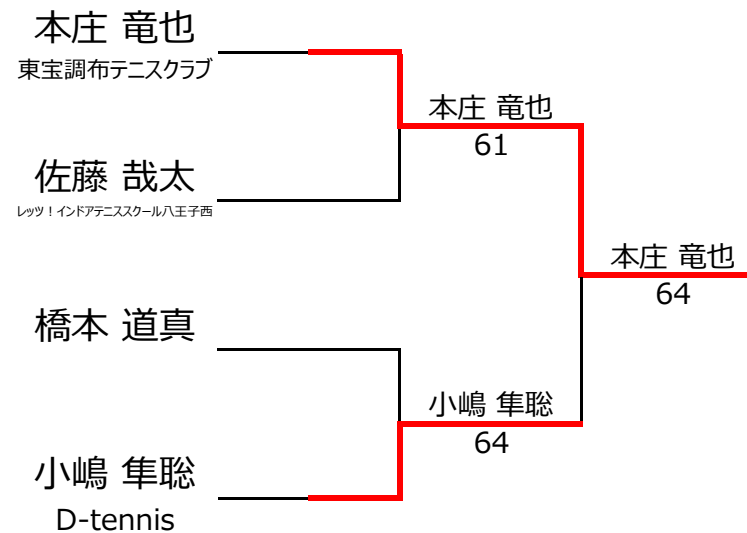 本庄 竜也
東宝調布テニスクラブ
本庄 竜也
61
佐藤 哉太
レッツ！インドアテニススクール八王子西
本庄 竜也
64
橋本 道真
小嶋 隼聡
64
小嶋 隼聡
D-tennis